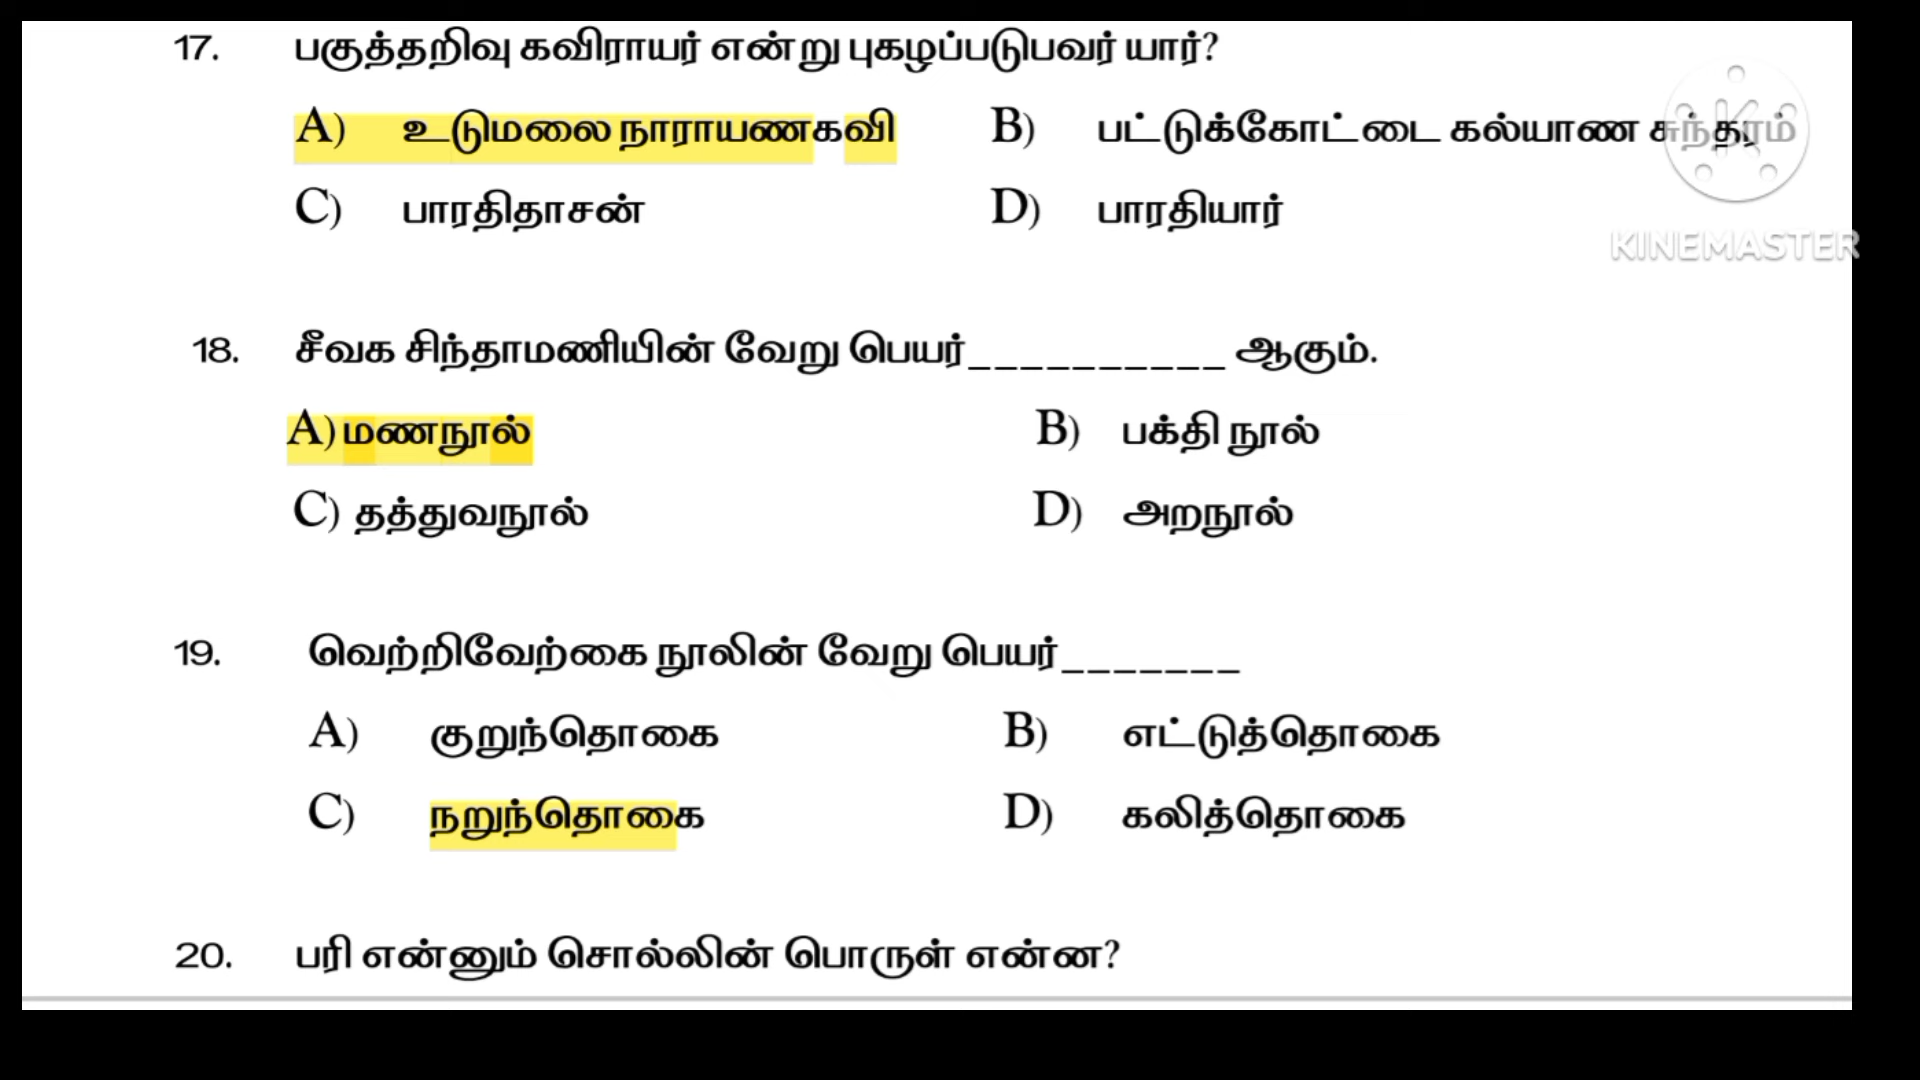 17. பகுத்தறிவு கவிராயர் என்று புகழப்படுபவர் யார்?
A) உடுமலை நாராயணகவி B) பட்டுக்கோட்டை கல்யாண சுந்தரம்
C) பாரதிதாசன் D) பாரதியார்
KINEMASTER
18. சீவக சிந்தாமணியின் வேறு பெயர்__________ ஆகும்.
A) மணநூல் B) பக்தி நூல்
C) தத்துவநூல் D) அறநூல்
19. வெற்றிவேற்கை நூலின் வேறு பெயர்_______
A) குறுந்தொகை B) எட்டுத்தொகை
C) நறுந்தொகை D) கலித்தொகை
20. பரி என்னும் சொல்லின் பொருள் என்ன?